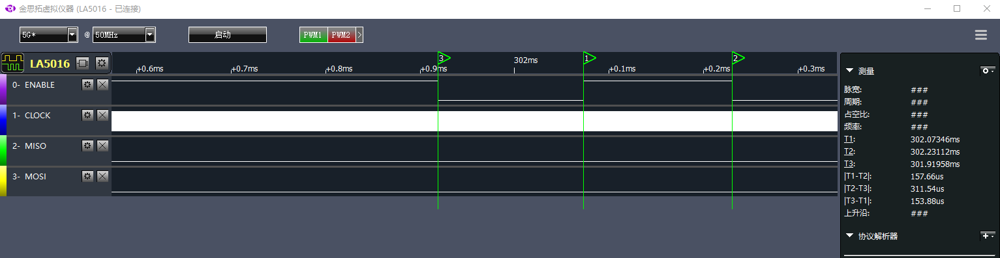 金思拓虚拟仪器 (LA5016 - 已连接)
5G* @ 50MHz 启动 PWM1 PWM2 >
LA5016
+0.6ms +0.7ms +0.8ms +0.9ms 3 302ms 1 +0.1ms +0.2ms 2 +0.3ms
0- ENABLE
1- CLOCK
2- MISO
3- MOSI
测量
脉宽: ###
周期: ###
占空比: ###
频率: ###
T1: 302.07346ms
T2: 302.23112ms
T3: 301.91958ms
|T1-T2|: 157.66us
|T2-T3|: 311.54us
|T3-T1|: 153.88us
上升沿: ###
协议解析器